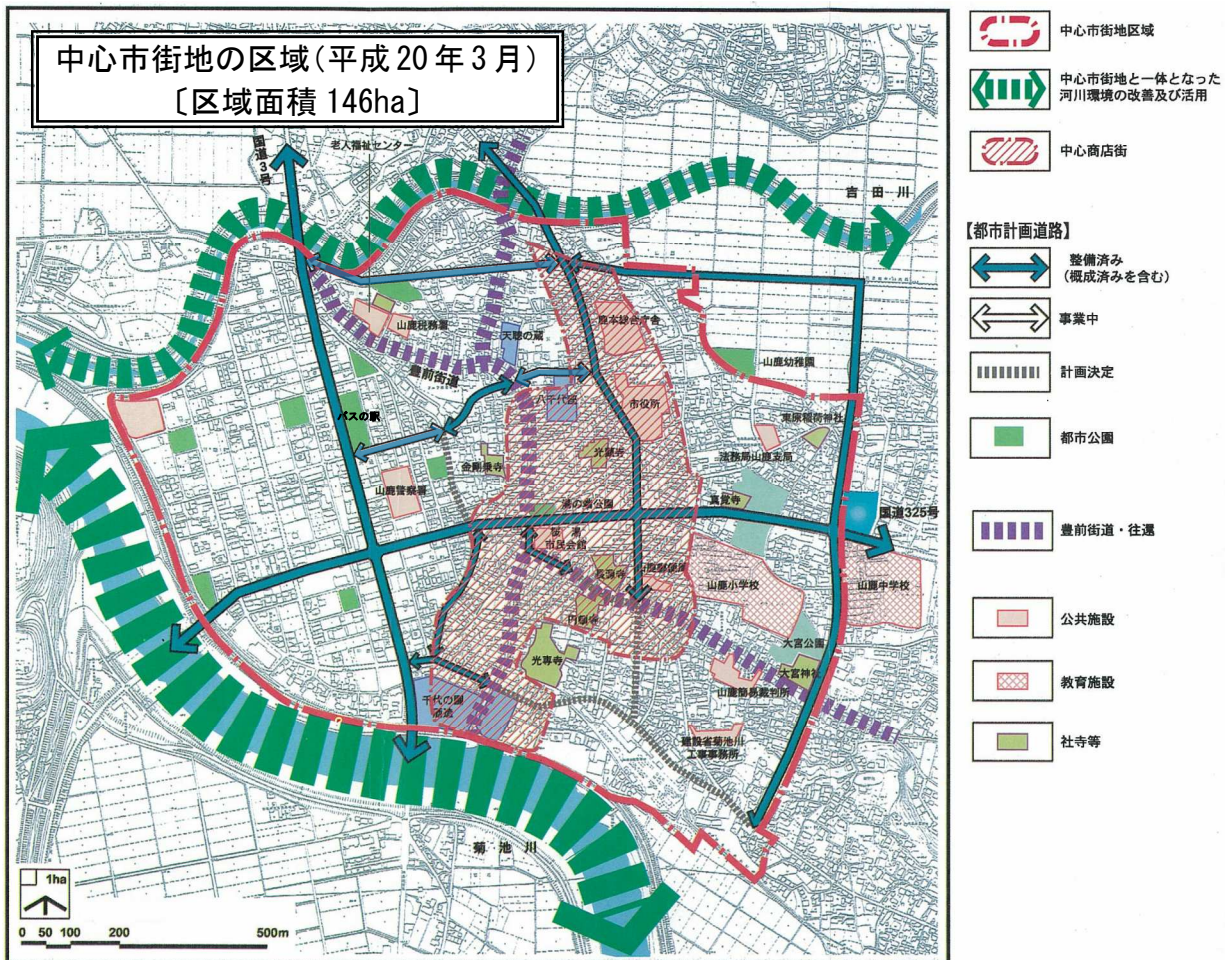 中心市街地の区域(平成20年3月)
〔区域面積 146ha〕
国道3号
老人福祉センター
吉田川
山鹿税務署
天聴の蔵
鹿本総合庁舎
豊前街道
山鹿幼稚園
八千代座
市役所
バスの駅
東原稲荷神社
光顕寺
法務局山鹿支局
金剛乗寺
山鹿警察署
湯の端公園
真覚寺
国道325号
市民会館
山鹿小学校
山鹿中学校
円頓寺
大宮公園
光専寺
大宮神社
山鹿簡易裁判所
千代の園
酒造
建設省菊池川
工事事務所
菊池川
1ha
0 50 100 200 500m
中心市街地区域
中心市街地と一体となった
河川環境の改善及び活用
中心商店街
【都市計画道路】
整備済み
(概成済みを含む)
事業中
計画決定
都市公園
豊前街道・往還
公共施設
教育施設
社寺等